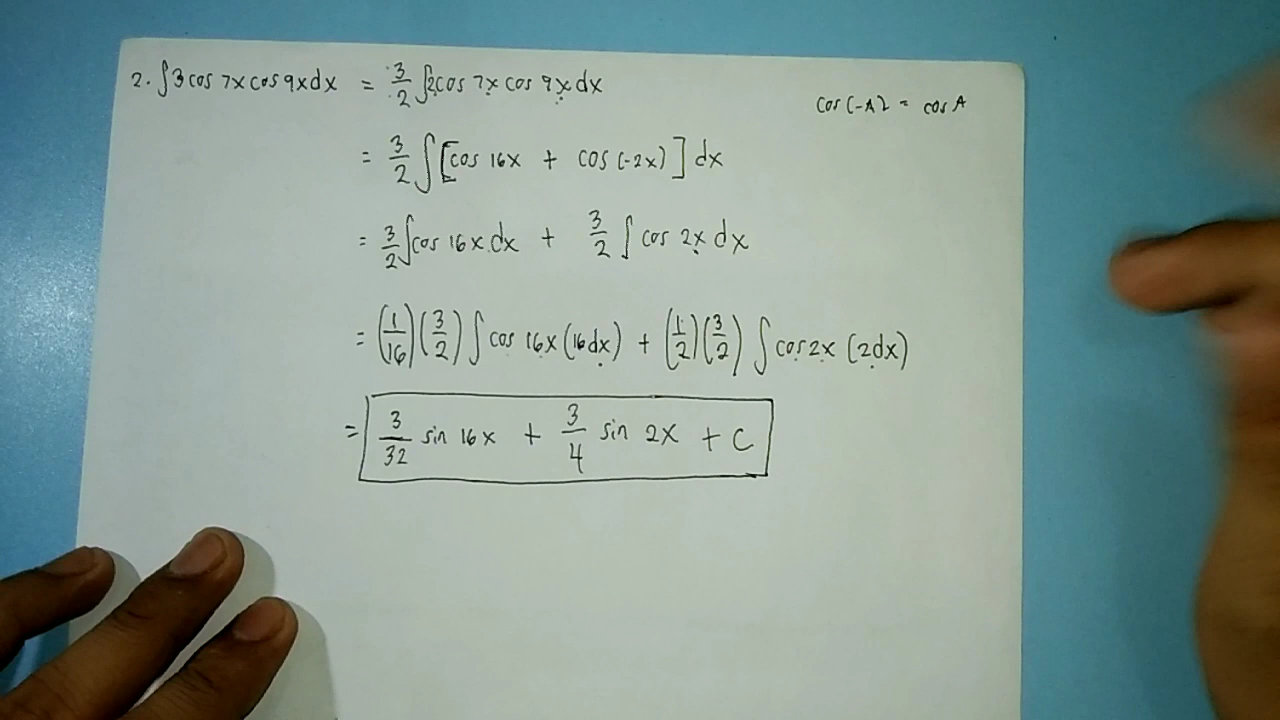 2. ∫3 cos 7x cos 9x dx = 3/2 ∫2cos 7x cos 9x dx
cos (-A) = cos A
= 3/2 ∫[cos 16x + cos (-2x)] dx
= 3/2 ∫cos 16x dx + 3/2 ∫ cos 2x dx
= (1/16)(3/2) ∫ cos 16x (16dx) + (1/2)(3/2) ∫ cos 2x (2dx)
= 3/32 sin 16x + 3/4 sin 2x + C